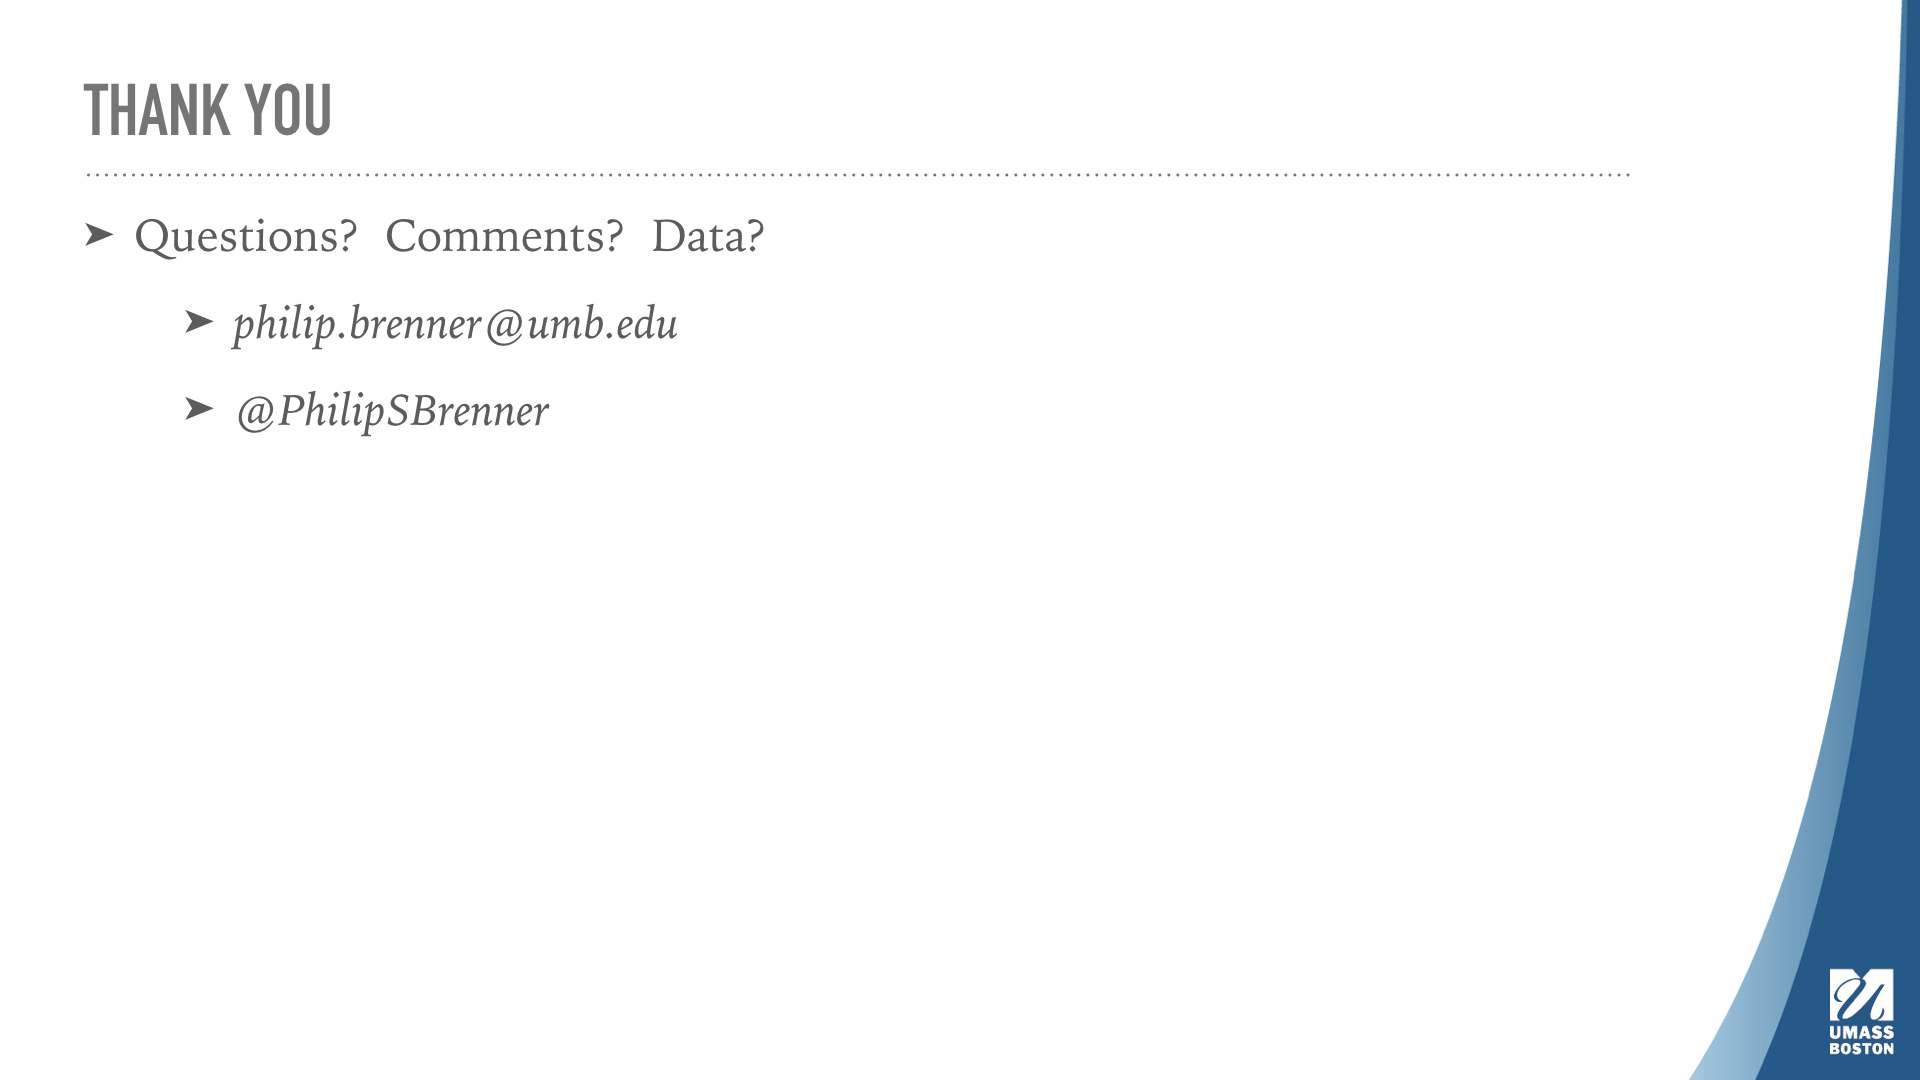 THANK YOU
➤ Questions? Comments? Data?
➤ philip.brenner@umb.edu
➤ @PhilipSBrenner
UMASS
BOSTON